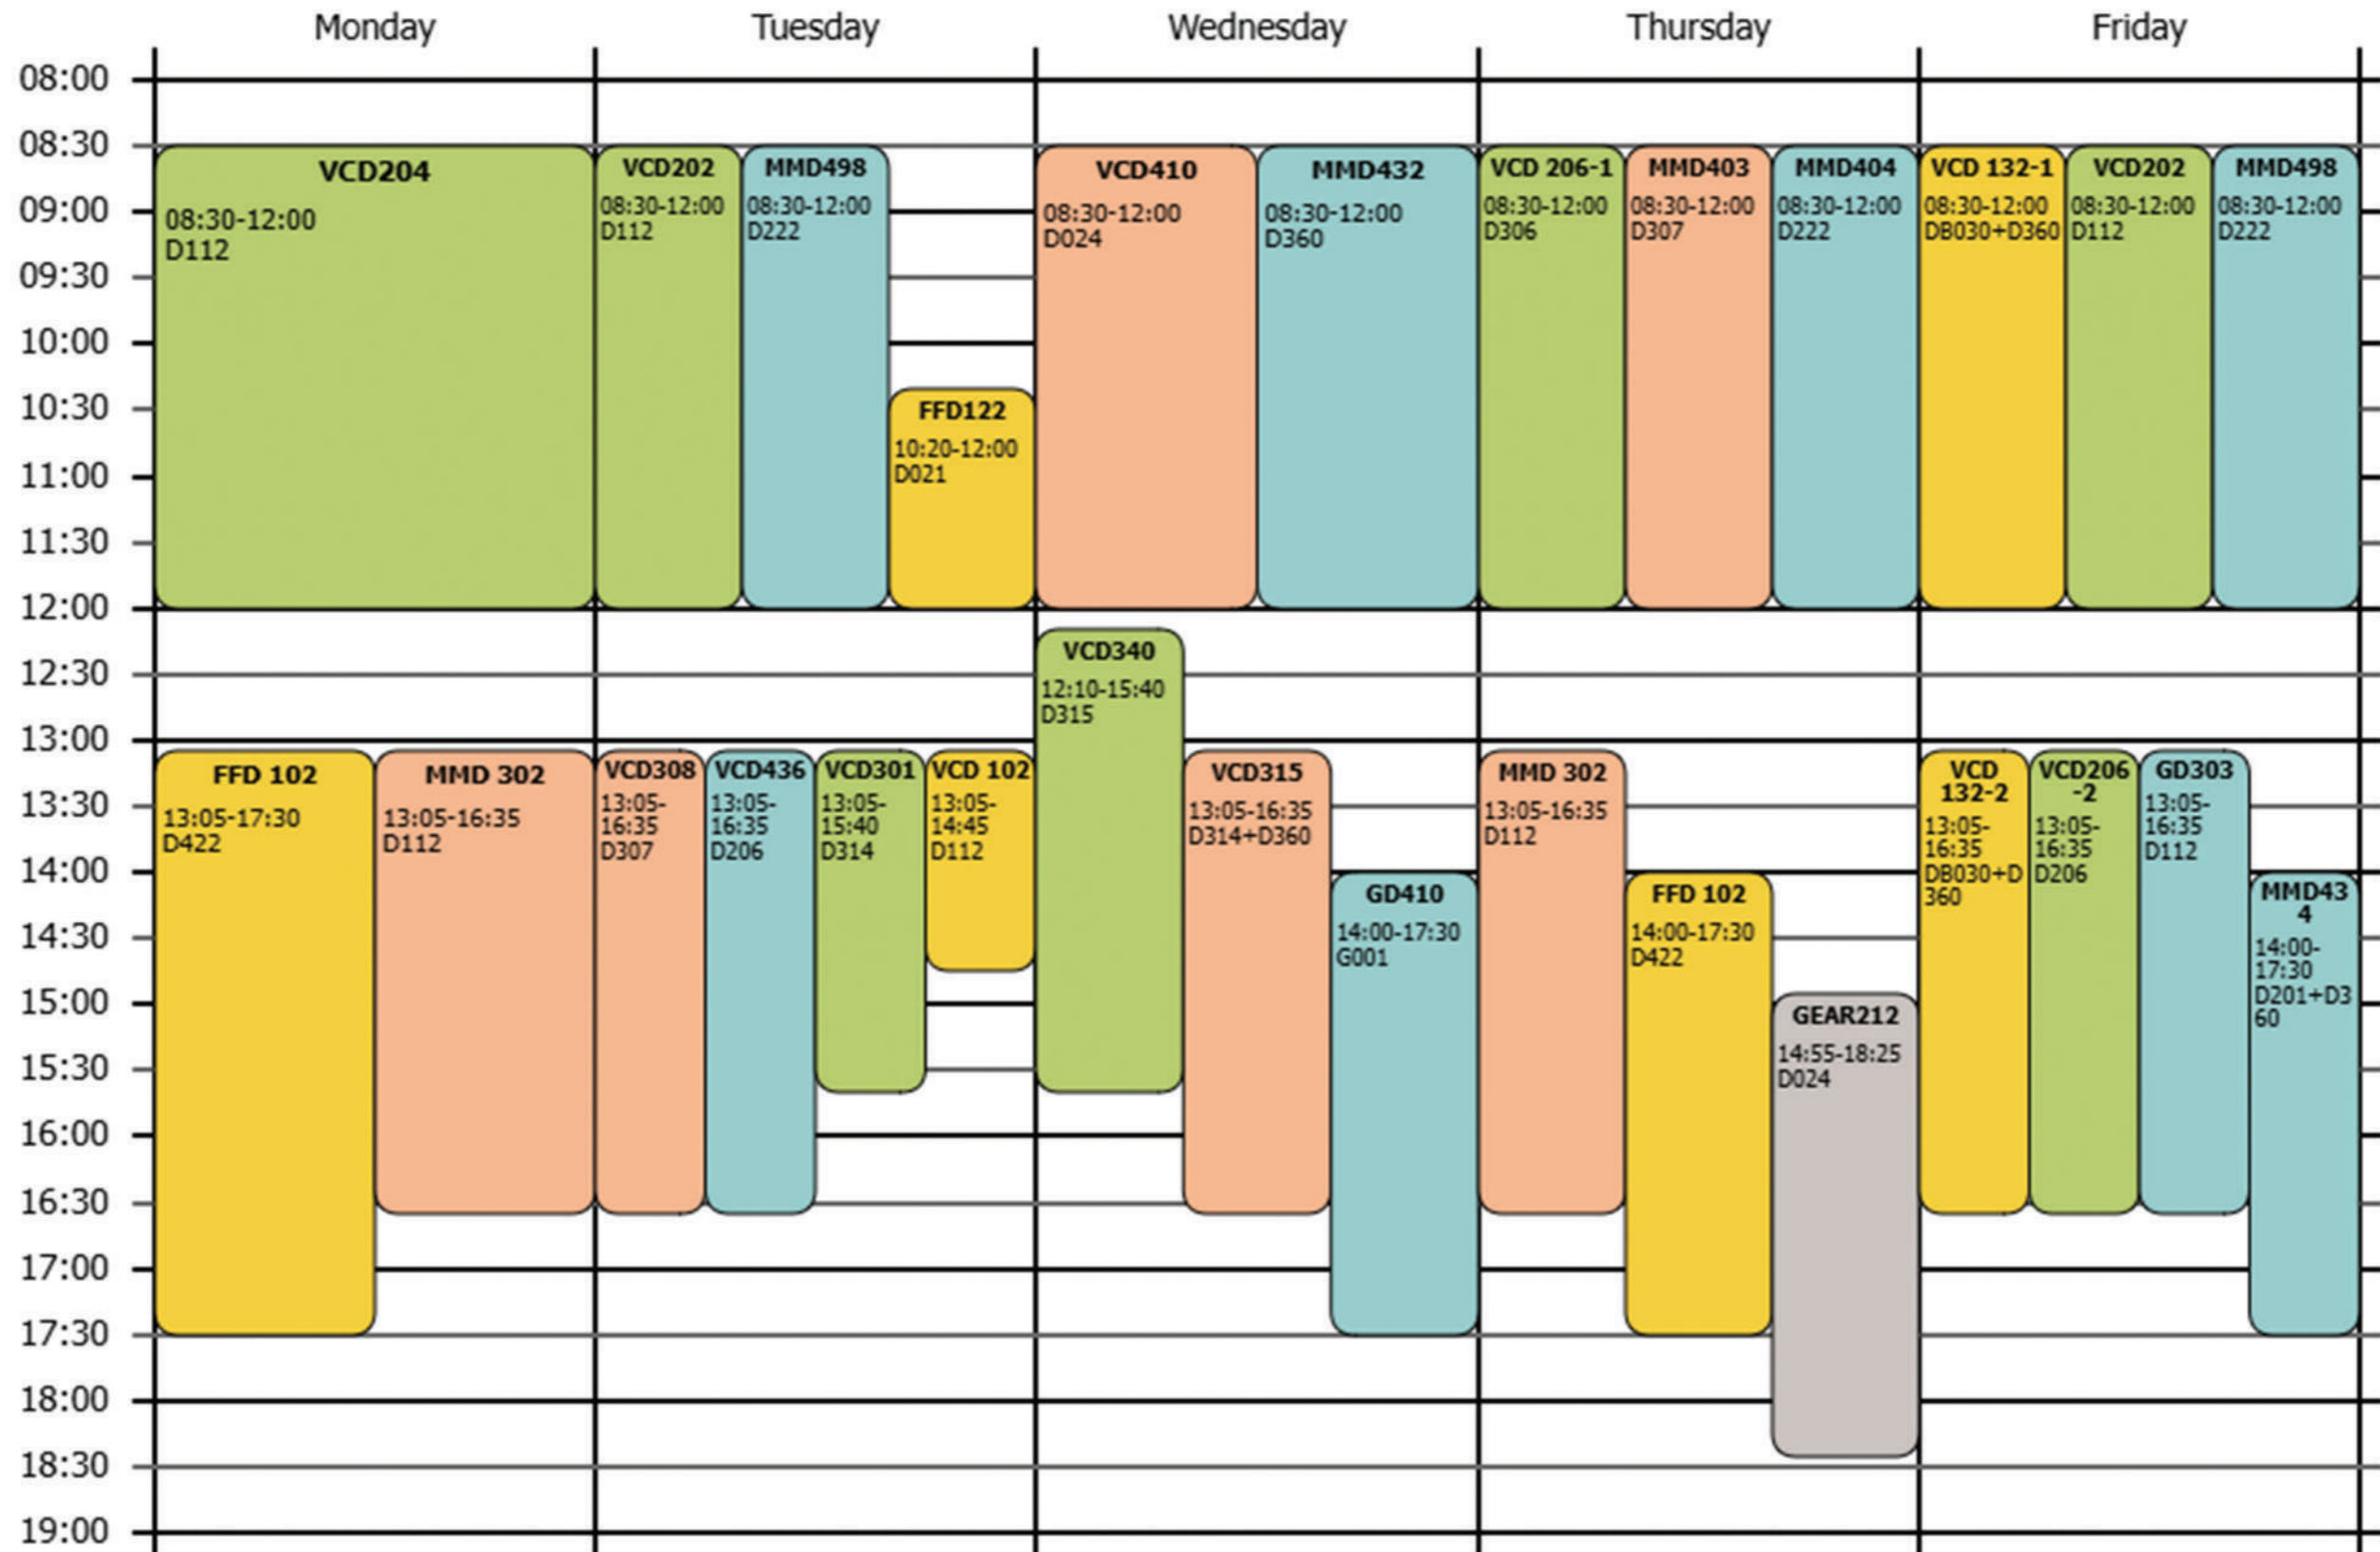 Monday
Tuesday
Wednesday
Thursday
Friday
08:00
08:30
09:00
09:30
10:00
10:30
11:00
11:30
12:00
12:30
13:00
13:30
14:00
14:30
15:00
15:30
16:00
16:30
17:00
17:30
18:00
18:30
19:00
VCD204
08:30-12:00
D112
FFD 102
13:05-17:30
D422
MMD 302
13:05-16:35
D112
VCD202
08:30-12:00
D112
MMD498
08:30-12:00
D222
FFD122
10:20-12:00
D021
VCD308
13:05-
16:35
D307
VCD436
13:05-
16:35
D206
VCD301
13:05-
15:40
D314
VCD 102
13:05-
14:45
D112
VCD410
08:30-12:00
D024
MMD432
08:30-12:00
D360
VCD340
12:10-15:40
D315
VCD315
13:05-16:35
D314+D360
GD410
14:00-17:30
G001
VCD 206-1
08:30-12:00
D306
MMD403
08:30-12:00
D307
MMD404
08:30-12:00
D222
MMD 302
13:05-16:35
D112
FFD 102
14:00-17:30
D422
GEAR212
14:55-18:25
D024
VCD 132-1
08:30-12:00
DB030+D360
VCD202
08:30-12:00
D112
MMD498
08:30-12:00
D222
VCD
132-2
13:05-
16:35
DB030+D
360
VCD206
-2
13:05-
16:35
D206
GD303
13:05-
16:35
D112
MMD43
4
14:00-
17:30
D201+D3
60